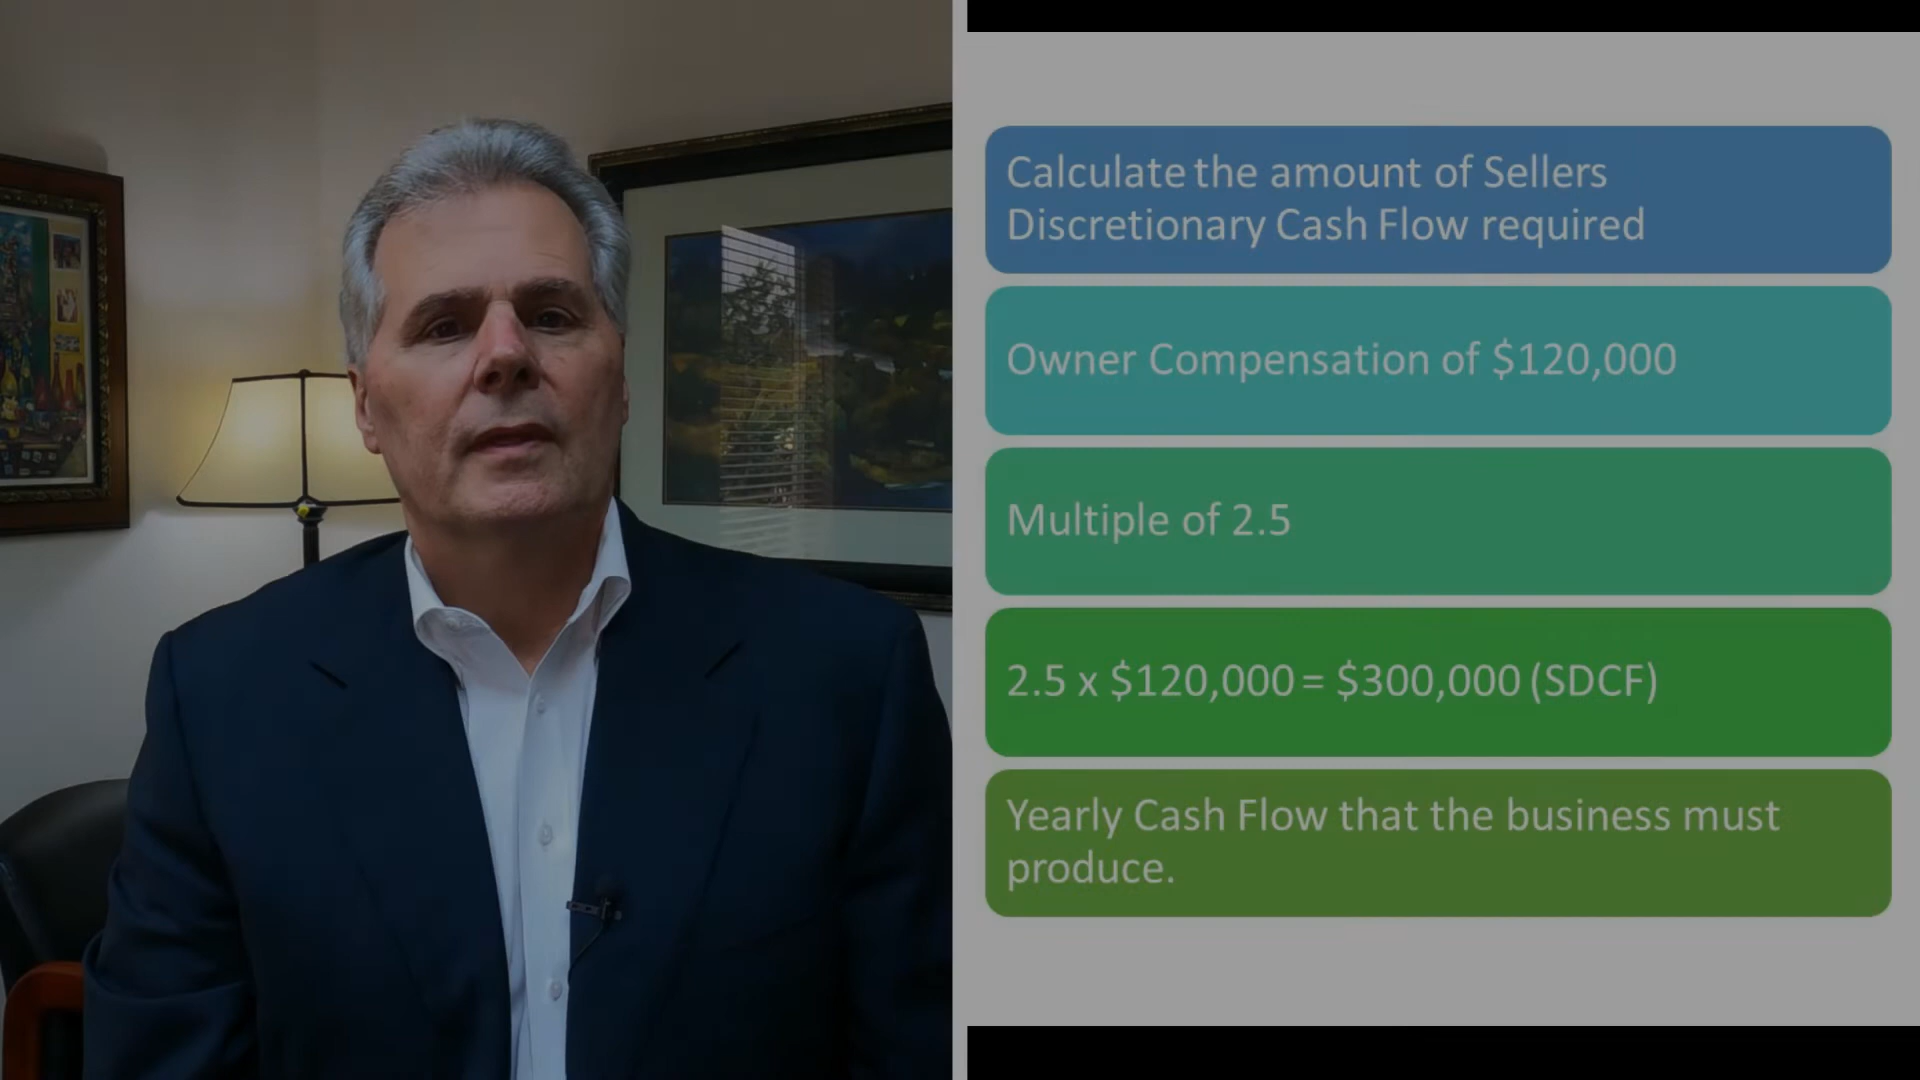 Calculate the amount of Sellers
Discretionary Cash Flow required
Owner Compensation of $120,000
Multiple of 2.5
2.5 x $120,000 = $300,000 (SDCF)
Yearly Cash Flow that the business must
produce.